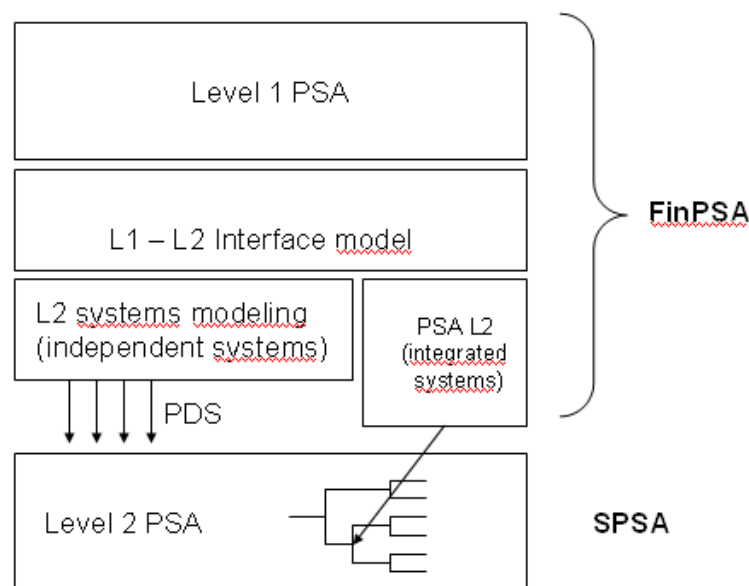 Level 1 PSA
L1 – L2 Interface model
FinPSA
L2 systems modeling
(independent systems)
PSA L2
(integrated
systems)
PDS
Level 2 PSA
SPSA